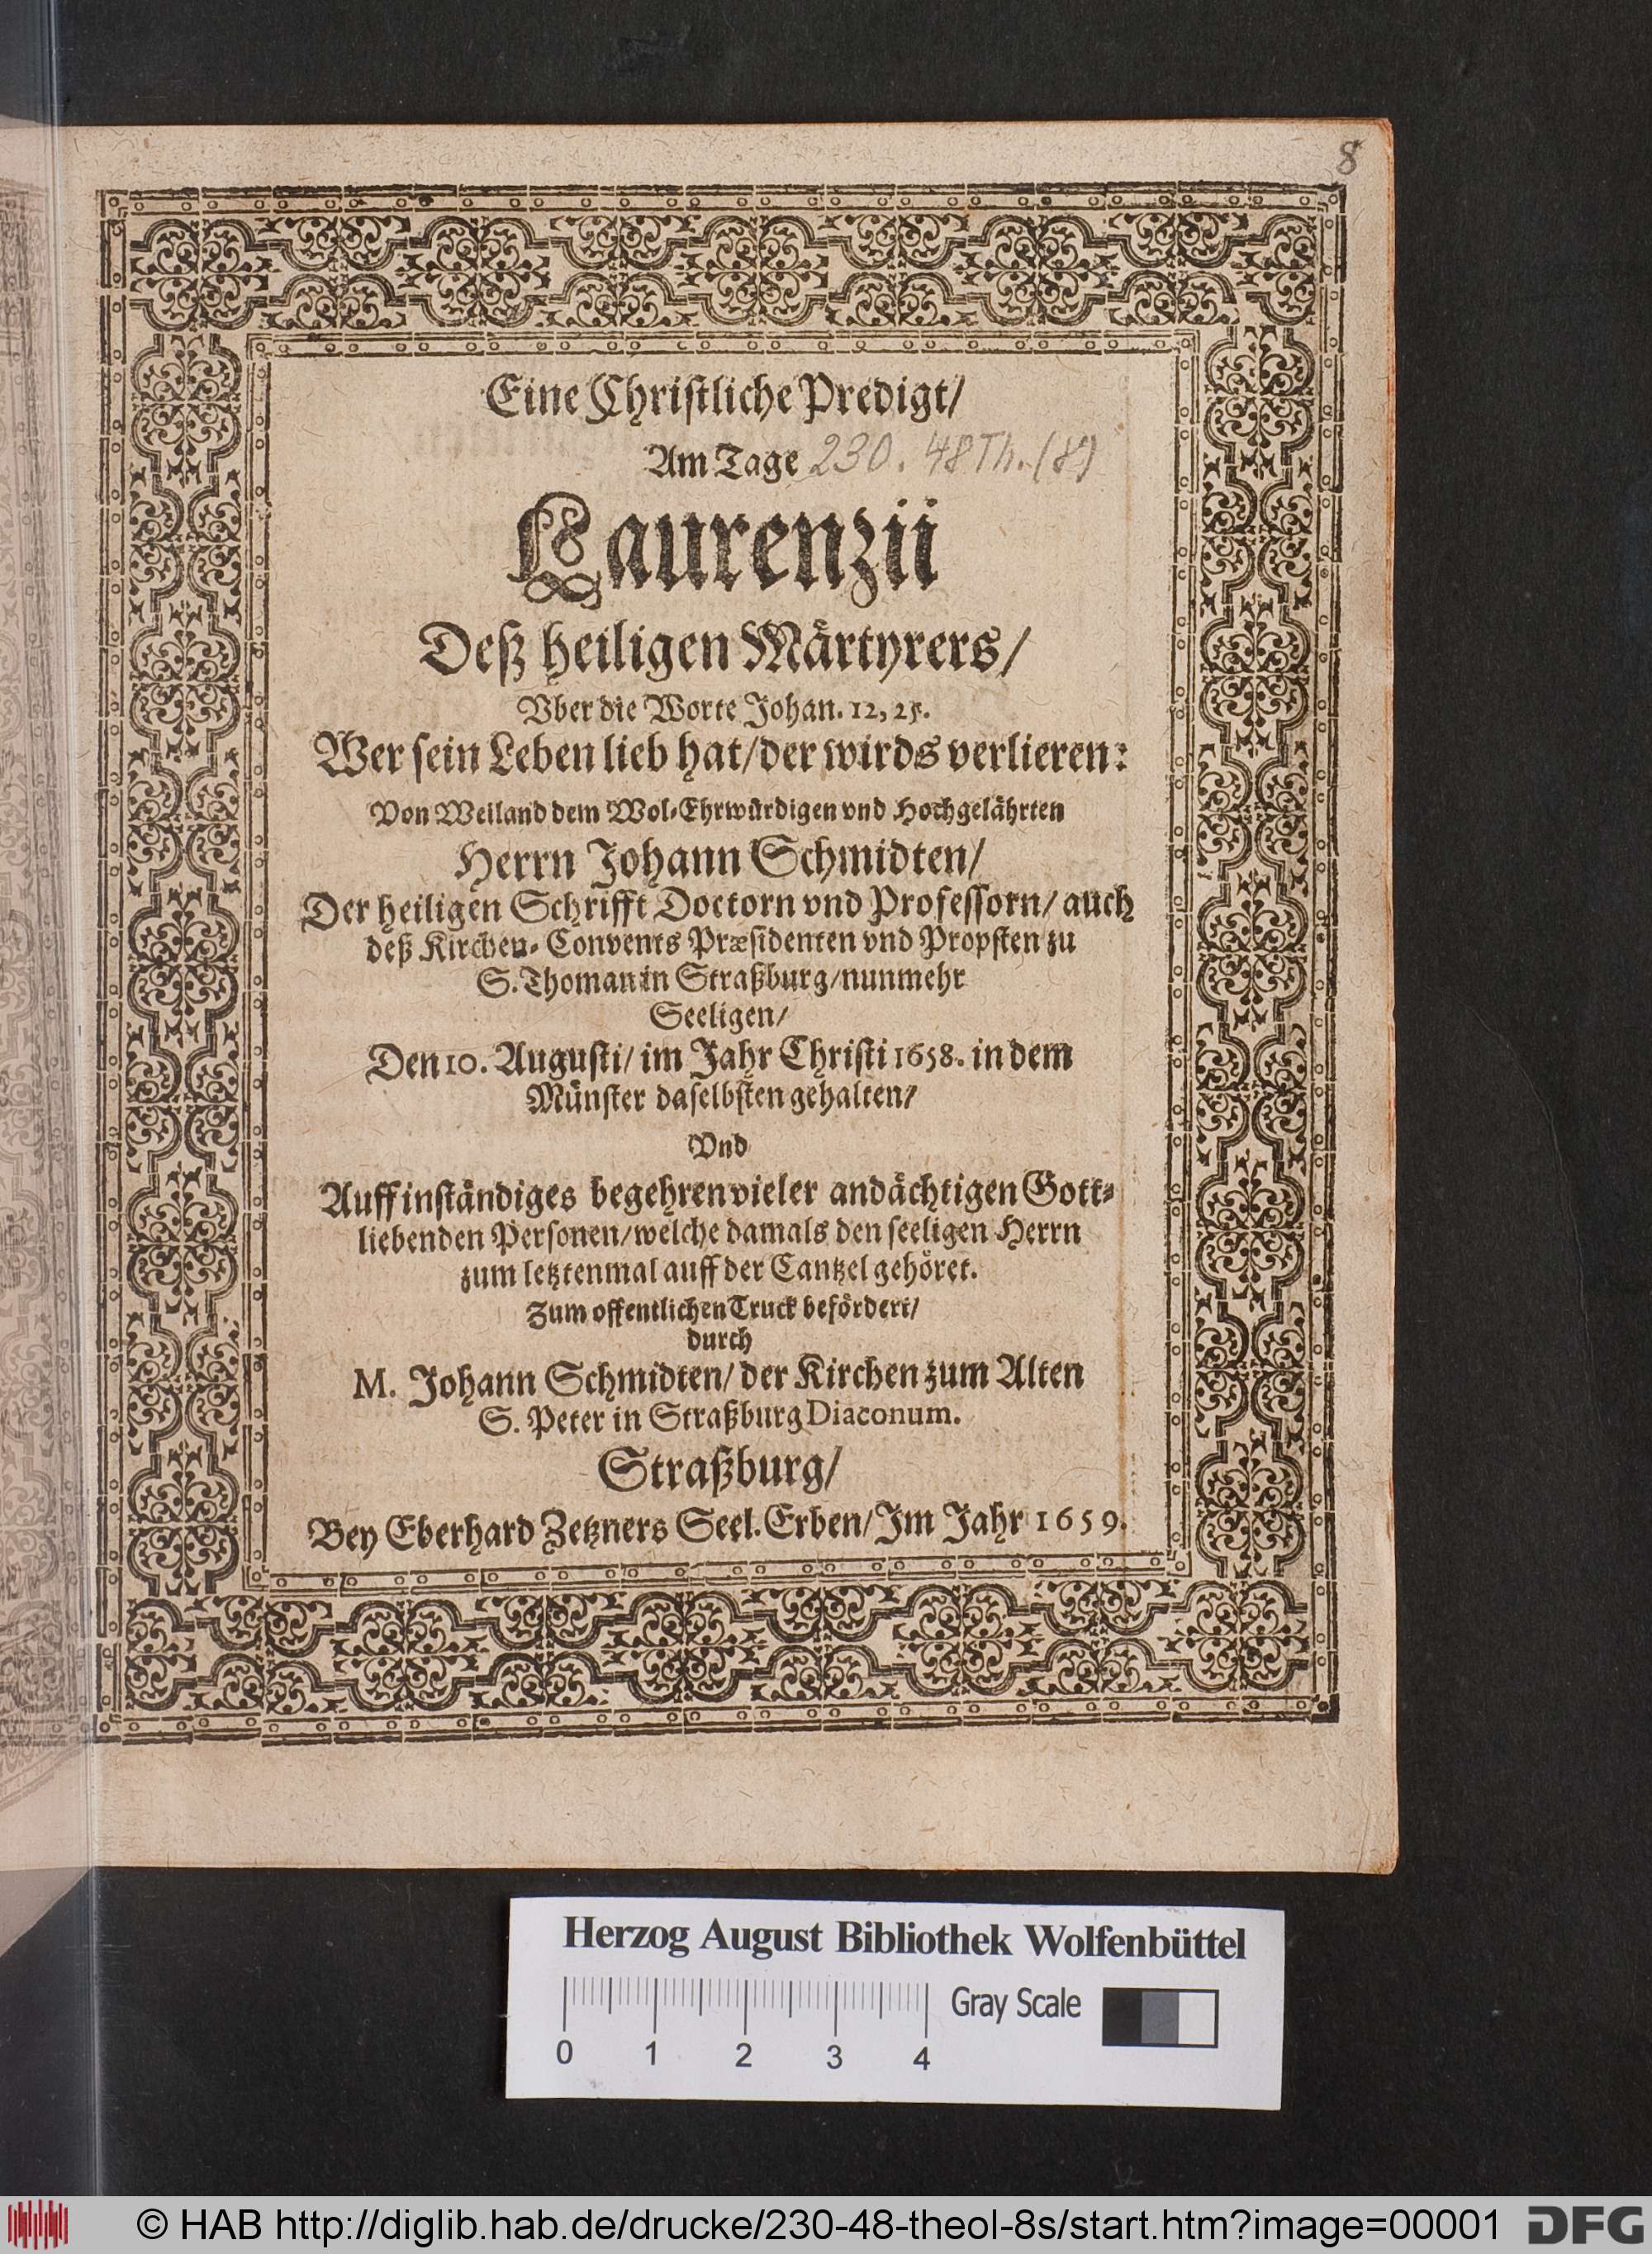 8
Eine Christliche Predigt/
Am Tage 230. 48 Th. (8)
Laurenzii
Deß heiligen Märtyrers/
Vber die Worte Johan. 12, 25.
Wer sein Leben lieb hat/der wirds verlieren:
Von Weiland dem Wol-Ehrwürdigen vnd Hochgelährten
Herrn Johann Schmidten/
Der heiligen Schrifft Doctorn vnd Professorn/ auch
deß Kirchen-Convents Præsidenten vnd Propsten zu
S. Thoman in Straßburg/nunmehr
Seeligen/
Den 10. Augusti/ im Jahr Christi 1658. in dem
Münster daselbsten gehalten/
Vnd
Auff inständiges begehren vieler andächtigen Gott-
liebenden Personen/welche damals den seeligen Herrn
zum letztenmal auff der Cantzel gehöret.
Zum offentlichen Truck befördert/
durch
M. Johann Schmidten/ der Kirchen zum Alten
S. Peter in Straßburg Diaconum.
Straßburg/
Bey Eberhard Zetzners Seel. Erben/Im Jahr 1659.
Herzog August Bibliothek Wolfenbüttel
Gray Scale
0 1 2 3 4
© HAB http://diglib.hab.de/drucke/230-48-theol-8s/start.htm?image=00001 DFG